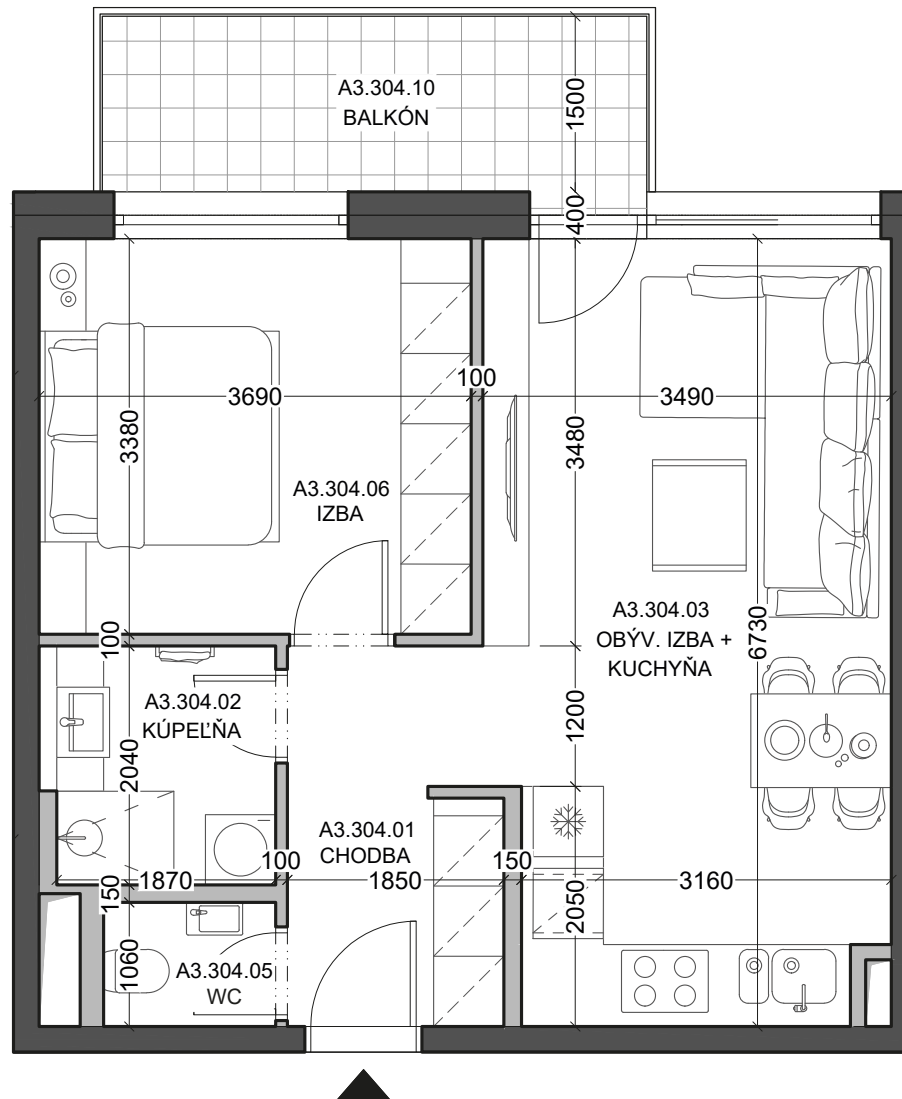 A3.304.10
BALKÓN
1500
400
3690
100
3490
3380
3480
A3.304.06
IZBA
A3.304.03
OBÝV. IZBA +
KUCHYŇA
6730
100
A3.304.02
KÚPEĽŇA
2040
1200
A3.304.01
CHODBA
100
150
1870
1850
3160
150
2050
1060
A3.304.05
WC